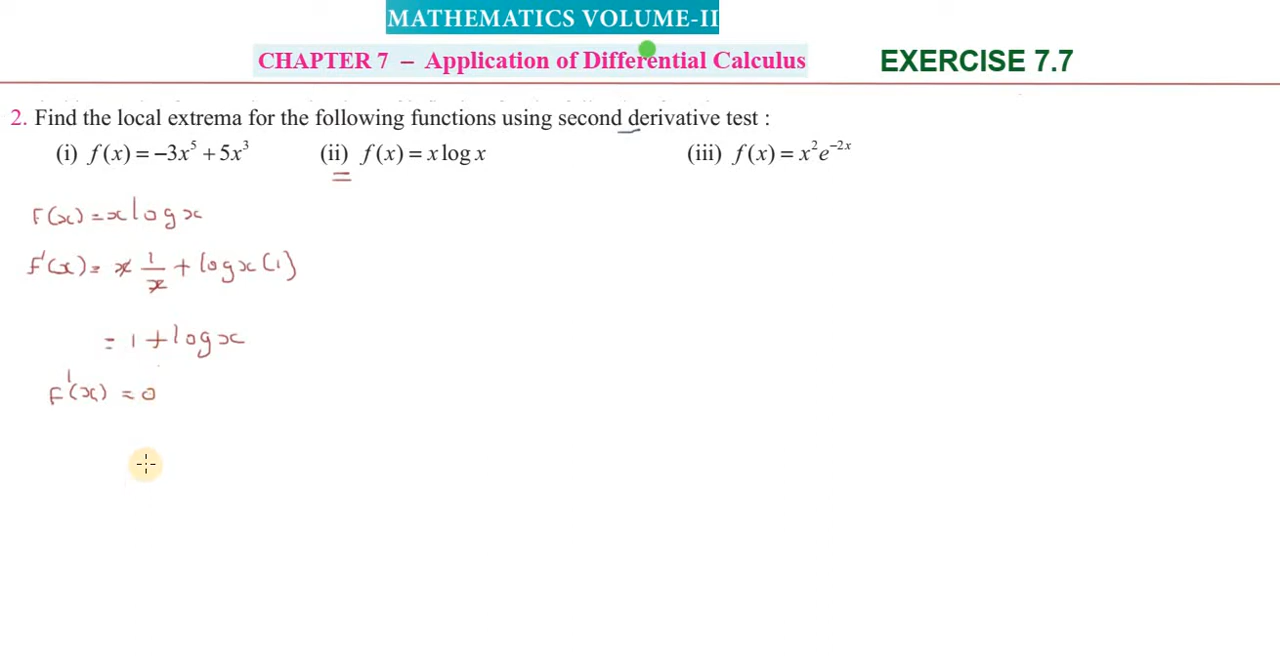 MATHEMATICS VOLUME-II
CHAPTER 7 – Application of Differential Calculus EXERCISE 7.7
2. Find the local extrema for the following functions using second derivative test :
(i) f(x) = –3x⁵ + 5x³ (ii) f(x) = x log x (iii) f(x) = x²e⁻²ˣ
F(x) = x log x
f'(x) = x 1/x + log x (1)
= 1 + log x
F'(x) = 0